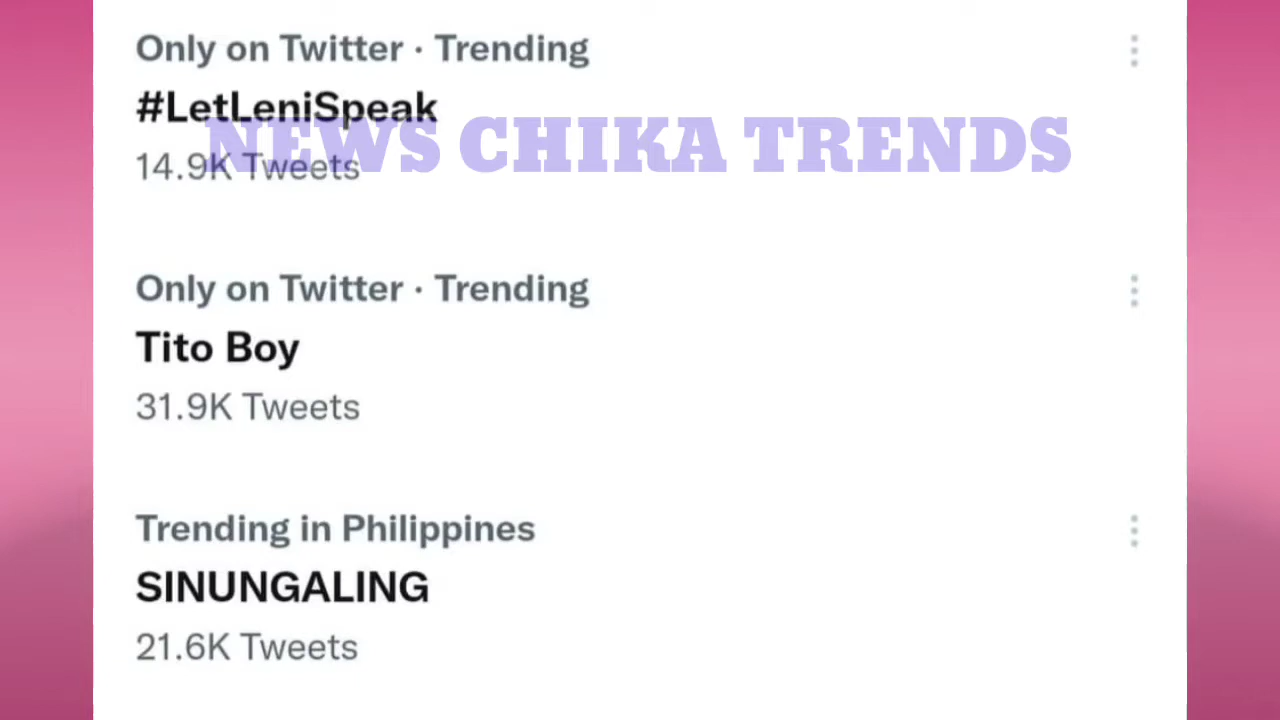 Only on Twitter · Trending
#LetLeniSpeak
NEWS CHIKA TRENDS
14.9K Tweets
Only on Twitter · Trending
Tito Boy
31.9K Tweets
Trending in Philippines
SINUNGALING
21.6K Tweets